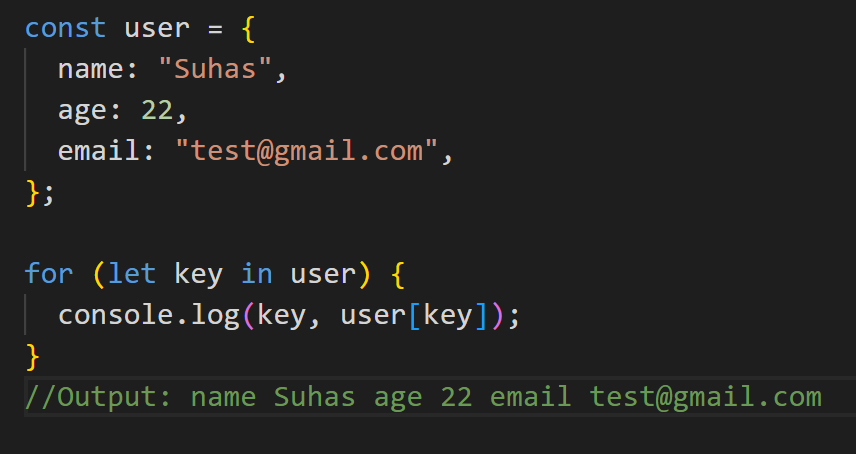 const user = {
  name: "Suhas",
  age: 22,
  email: "test@gmail.com",
};

for (let key in user) {
  console.log(key, user[key]);
}
//Output: name Suhas age 22 email test@gmail.com